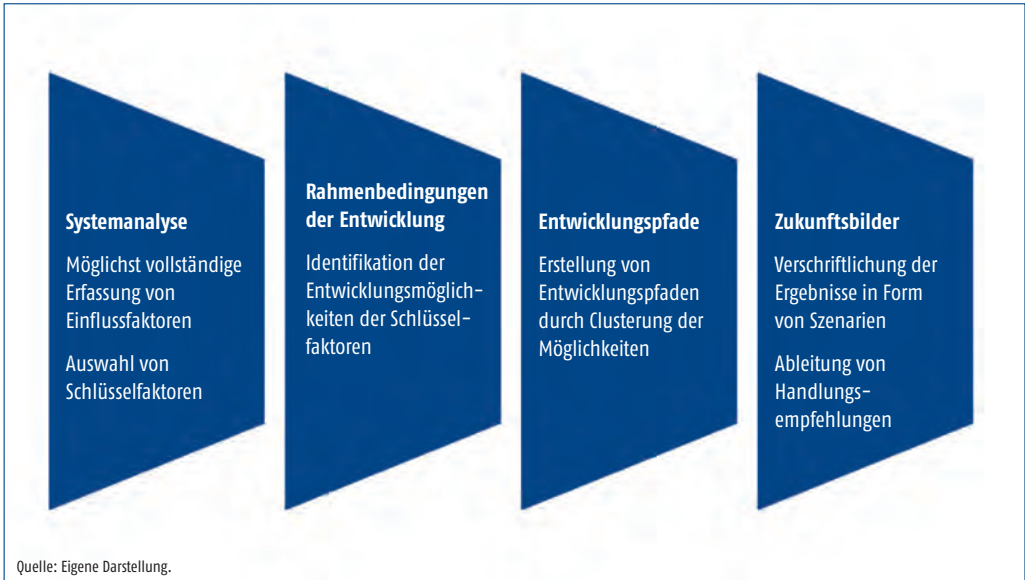 Systemanalyse
Möglichst vollständige
Erfassung von
Einflussfaktoren
Auswahl von
Schlüsselfaktoren
Rahmenbedingungen
der Entwicklung
Identifikation der
Entwicklungsmöglich-
keiten der Schlüssel-
faktoren
Entwicklungspfade
Erstellung von
Entwicklungspfaden
durch Clusterung der
Möglichkeiten
Zukunftsbilder
Verschriftlichung der
Ergebnisse in Form
von Szenarien
Ableitung von
Handlungs-
empfehlungen
Quelle: Eigene Darstellung.